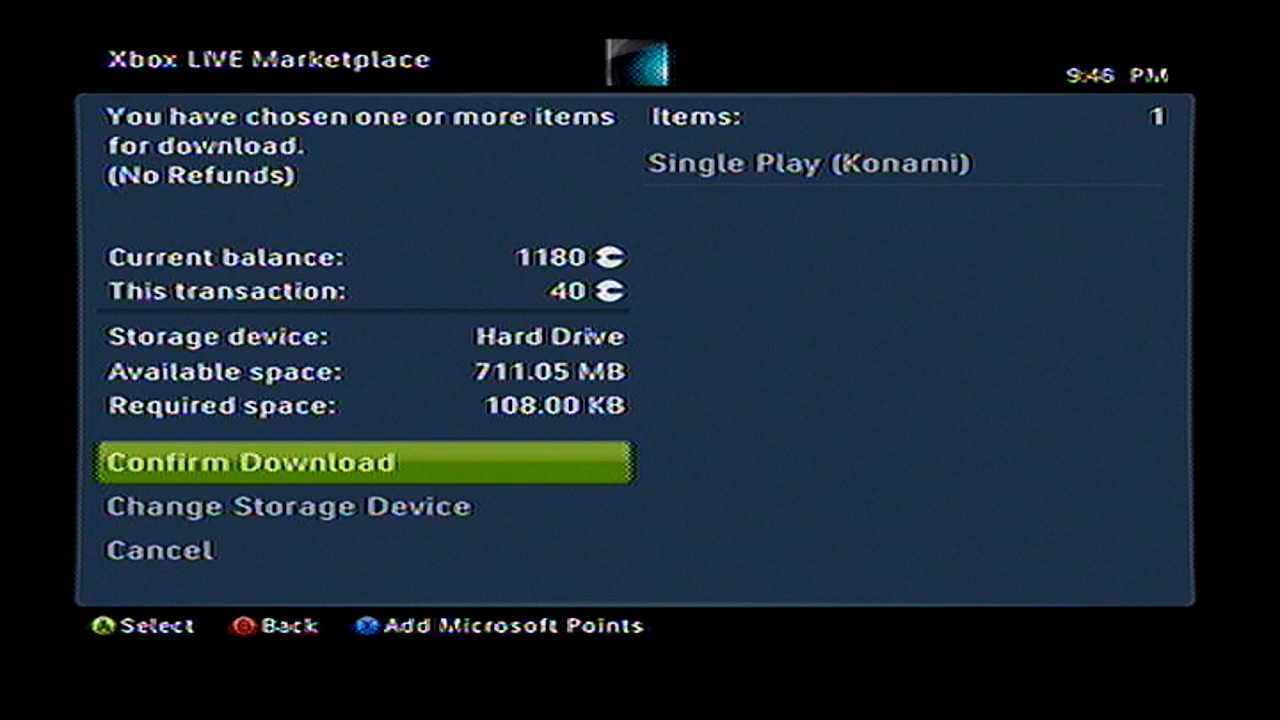 Xbox LIVE Marketplace
9:46 PM
You have chosen one or more items
for download.
(No Refunds)
Current balance: 1180
This transaction: 40
Storage device: Hard Drive
Available space: 711.05 MB
Required space: 108.00 KB
Confirm Download
Change Storage Device
Cancel
Items: 1
Single Play (Konami)
A Select B Back X Add Microsoft Points